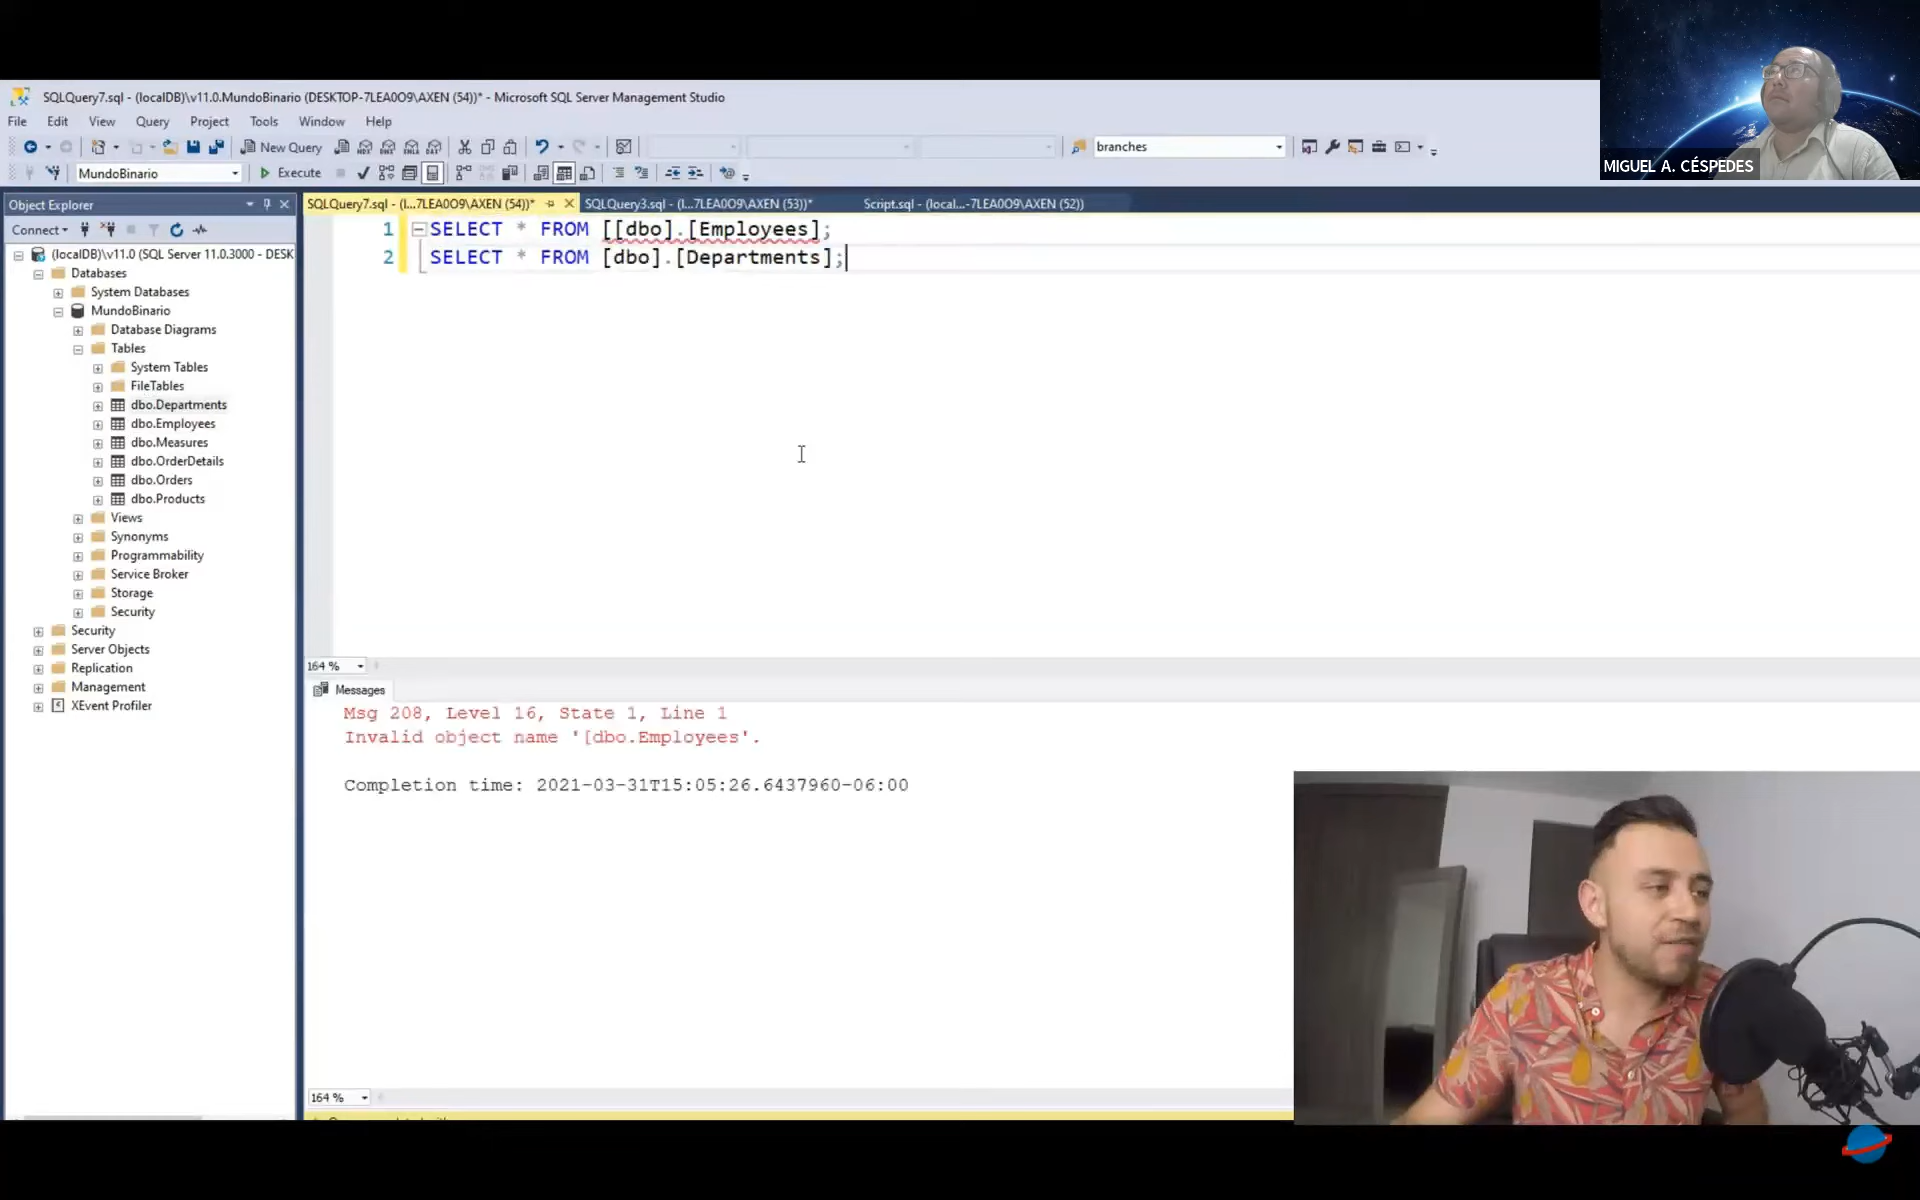 MIGUEL A. CÉSPEDES
SQLQuery7.sql - (localDB)\v11.0.MundoBinario (DESKTOP-7LEA0O9\AXEN (54))* - Microsoft SQL Server Management Studio
File Edit View Query Project Tools Window Help
New Query branches
MundoBinario Execute
Object Explorer
SQLQuery7.sql - (l...7LEA0O9\AXEN (54))* SQLQuery3.sql - (l...7LEA0O9\AXEN (53))* Script.sql - (local...-7LEA0O9\AXEN (52))
Connect
(localDB)\v11.0 (SQL Server 11.0.3000 - DESK
Databases
System Databases
MundoBinario
Database Diagrams
Tables
System Tables
FileTables
dbo.Departments
dbo.Employees
dbo.Measures
dbo.OrderDetails
dbo.Orders
dbo.Products
Views
Synonyms
Programmability
Service Broker
Storage
Security
Security
Server Objects
Replication
Management
XEvent Profiler
1 SELECT * FROM [[dbo].[Employees];
2 SELECT * FROM [dbo].[Departments];
164 %
Messages
Msg 208, Level 16, State 1, Line 1
Invalid object name '[dbo.Employees'.
Completion time: 2021-03-31T15:05:26.6437960-06:00
164 %